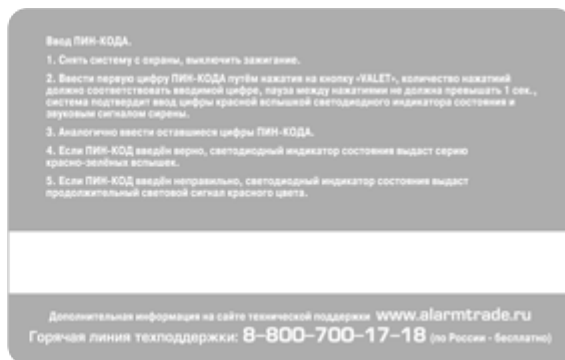 Ввод ПИН-КОДА.
1. Снять систему с охраны, выключить зажигание.
2. Ввести первую цифру ПИН-КОДА путём нажатия на кнопку «VALET», количество нажатий
должно соответствовать вводимой цифре, пауза между нажатиями не должна превышать 1 сек.,
система подтвердит ввод цифры красной вспышкой светодиодного индикатора состояния и
звуковым сигналом сирены.
3. Аналогично ввести оставшиеся цифры ПИН-КОДА.
4. Если ПИН-КОД введён верно, светодиодный индикатор состояния выдаст серию
красно-зелёных вспышек.
5. Если ПИН-КОД введён неправильно, светодиодный индикатор состояния выдаст
продолжительный световой сигнал красного цвета.
Дополнительная информация на сайте технической поддержки www.alarmtrade.ru
Горячая линия техподдержки: 8-800-700-17-18 (по России - бесплатно)